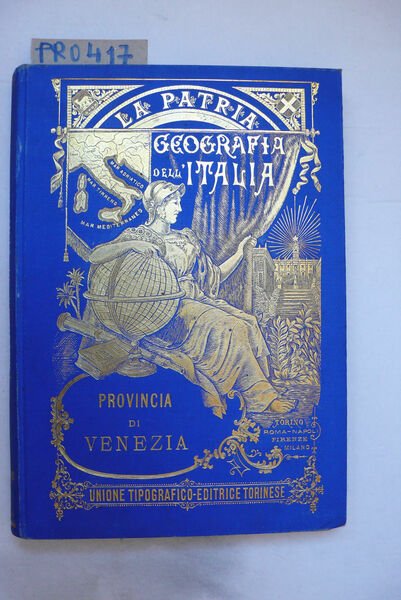 PRO417
LA PATRIA
GEOGRAFIA
DELL'ITALIA
MAR ADRIATICO
MAR TIRRENO
MAR MEDITERRANEO
PROVINCIA
DI
VENEZIA
TORINO
ROMA-NAPOLI
FIRENZE
MILANO
UNIONE TIPOGRAFICO-EDITRICE TORINESE